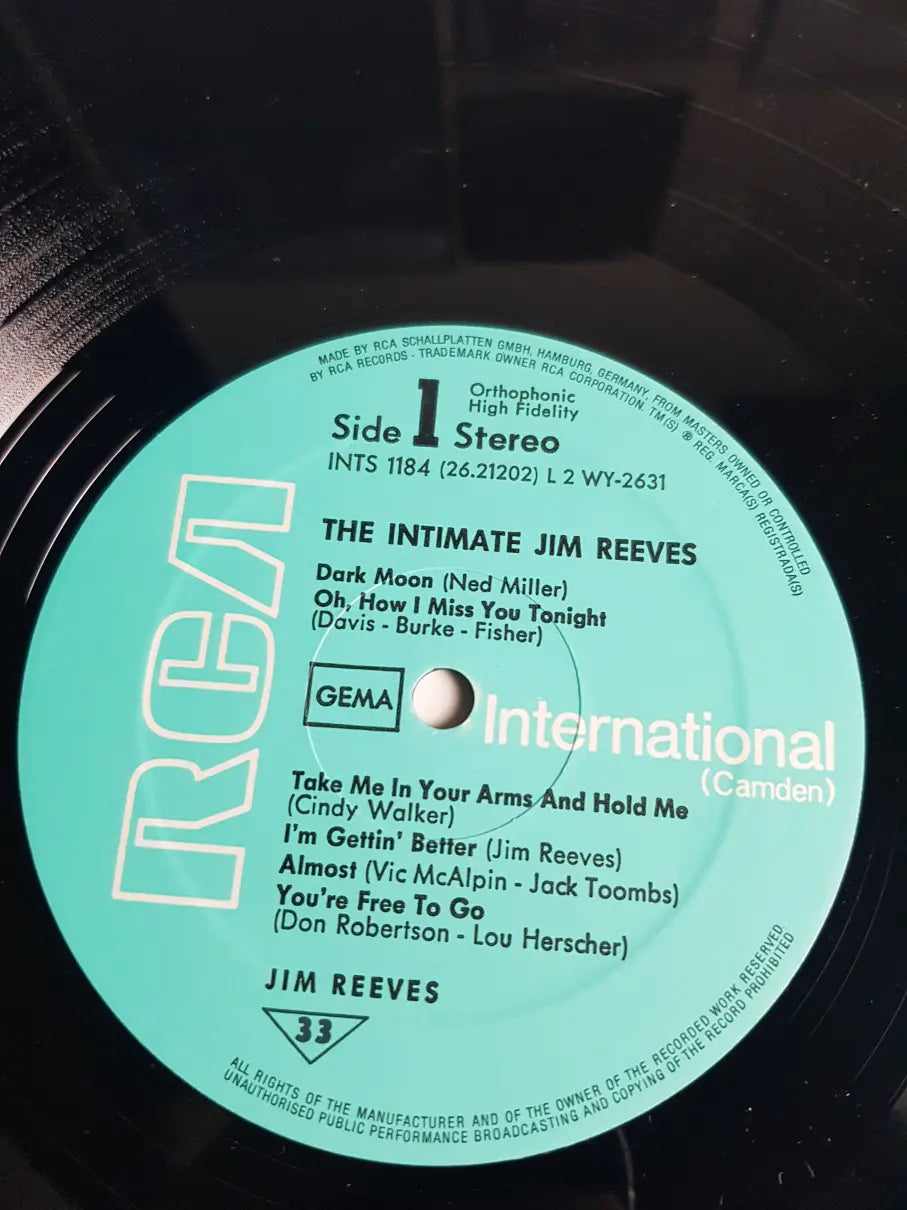 MADE BY RCA SCHALLPLATTEN GMBH, HAMBURG, GERMANY, FROM MASTERS OWNED OR CONTROLLED
BY RCA RECORDS · TRADEMARK OWNER RCA CORPORATION. TM(S) ® REG. MARCA(S) REGISTRADA(S)
Orthophonic
High Fidelity
Side 1 Stereo
INTS 1184 (26.21202) L 2 WY-2631
RCA
THE INTIMATE JIM REEVES
Dark Moon (Ned Miller)
Oh, How I Miss You Tonight
(Davis - Burke - Fisher)
GEMA
International
(Camden)
Take Me In Your Arms And Hold Me
(Cindy Walker)
I'm Gettin' Better (Jim Reeves)
Almost (Vic McAlpin - Jack Toombs)
You're Free To Go
(Don Robertson - Lou Herscher)
JIM REEVES
33
ALL RIGHTS OF THE MANUFACTURER AND OF THE OWNER OF THE RECORDED WORK RESERVED.
UNAUTHORISED PUBLIC PERFORMANCE BROADCASTING AND COPYING OF THE RECORD PROHIBITED